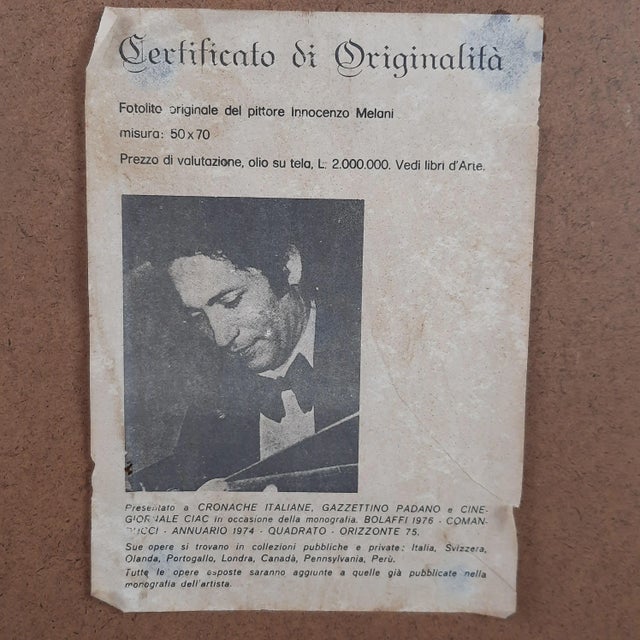 Certificato di Originalità
Fotolito originale del pittore Innocenzo Melani
misura: 50x70
Prezzo di valutazione, olio su tela, L. 2.000.000. Vedi libri d'Arte.
Presentato a CRONACHE ITALIANE, GAZZETTINO PADANO e CINE-
GIORNALE CIAC in occasione della monografia. BOLAFFI 1976 - COMAN-
DUCCI - ANNUARIO 1974 - QUADRATO - ORIZZONTE 75.
Sue opere si trovano in collezioni pubbliche e private: Italia, Svizzera,
Olanda, Portogallo, Londra, Canadà, Pennsylvania, Perù.
Tutte le opere esposte saranno aggiunte a quelle già pubblicate nella
monografia dell'artista.